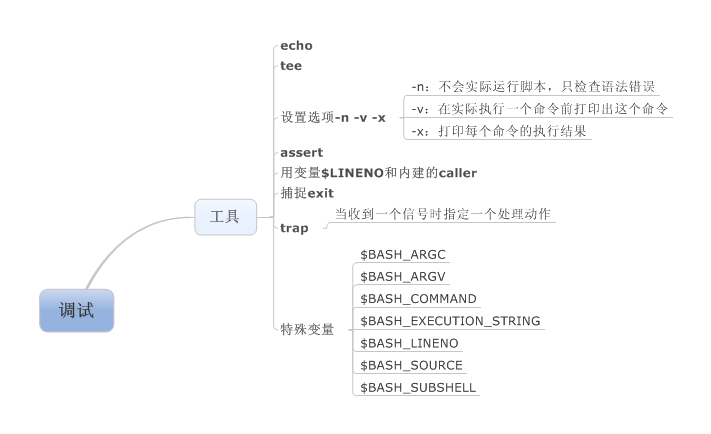 echo
tee
设置选项-n -v -x
-n：不会实际运行脚本，只检查语法错误
-v：在实际执行一个命令前打印出这个命令
-x：打印每个命令的执行结果
assert
用变量$LINENO和内建的caller
捕捉exit
工具
trap
当收到一个信号时指定一个处理动作
调试
特殊变量
$BASH_ARGC
$BASH_ARGV
$BASH_COMMAND
$BASH_EXECUTION_STRING
$BASH_LINENO
$BASH_SOURCE
$BASH_SUBSHELL